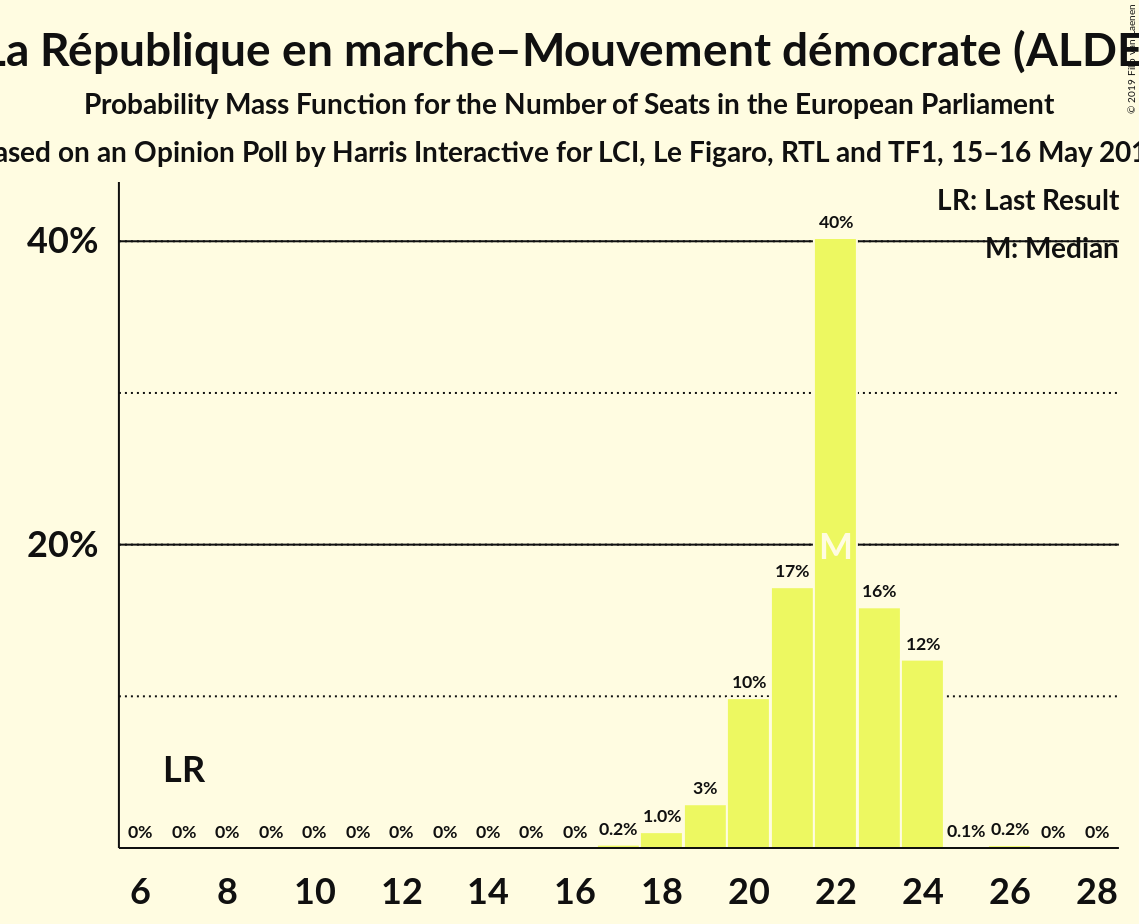 La République en marche–Mouvement démocrate (ALDE
Probability Mass Function for the Number of Seats in the European Parliament
ased on an Opinion Poll by Harris Interactive for LCI, Le Figaro, RTL and TF1, 15–16 May 201
© 2019
LR: Last Result
M: Median
40%
20%
40%
M
17%
16%
12%
10%
LR
3%
1.0%
0% 0% 0% 0% 0% 0% 0% 0% 0% 0% 0% 0.2% 0.1% 0.2% 0% 0%
6 8 10 12 14 16 18 20 22 24 26 28